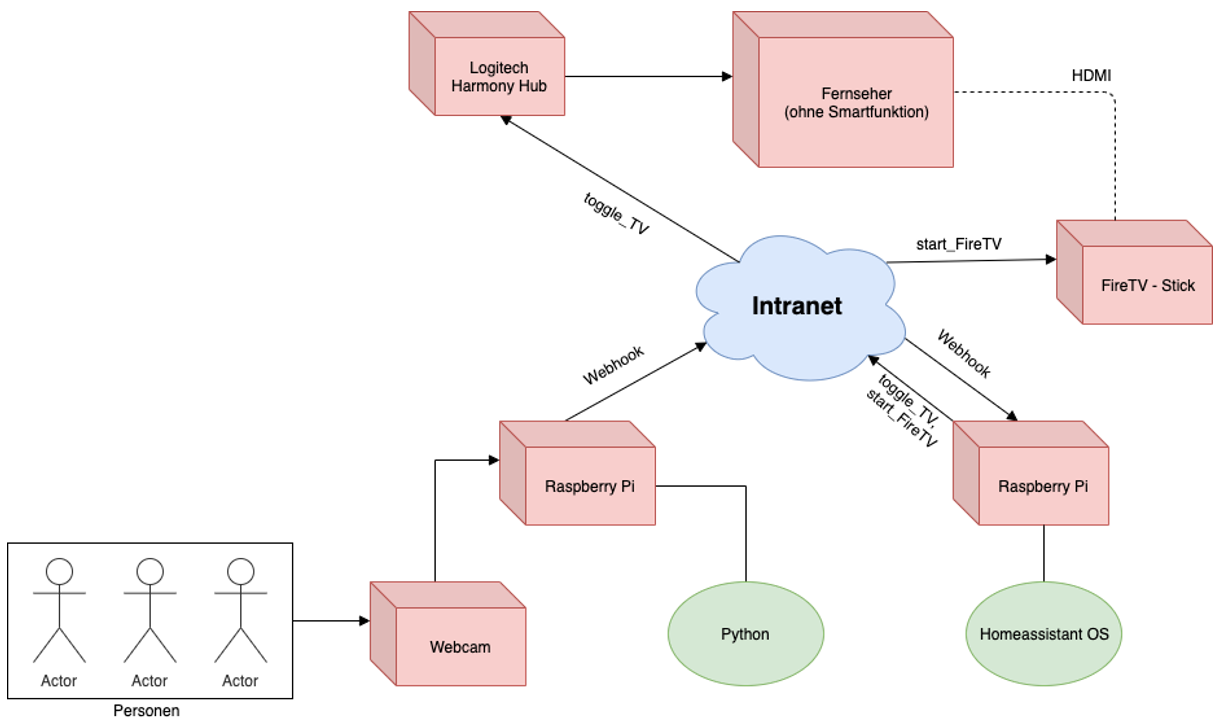 Logitech
Harmony Hub
Fernseher
(ohne Smartfunktion)
HDMI
toggle_TV
start_FireTV
FireTV - Stick
Intranet
Webhook
Webhook
toggle_TV,
start_FireTV
Raspberry Pi
Raspberry Pi
Actor
Actor
Actor
Webcam
Python
Homeassistant OS
Personen